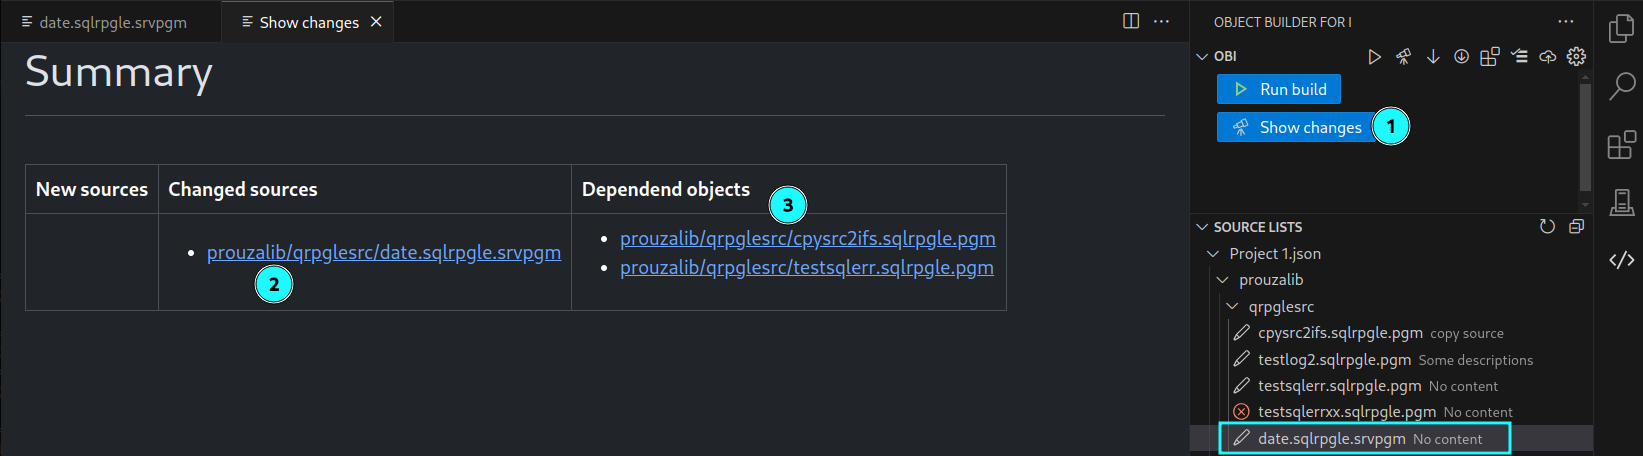 date.sqlrpgle.srvpgm
Show changes
Summary
New sources
Changed sources
Dependend objects
prouzalib/qrpglesrc/date.sqlrpgle.srvpgm
prouzalib/qrpglesrc/cpysrc2ifs.sqlrpgle.pgm
prouzalib/qrpglesrc/testsqlerr.sqlrpgle.pgm
2
3
OBJECT BUILDER FOR I
OBI
Run build
Show changes
1
SOURCE LISTS
Project 1.json
prouzalib
qrpglesrc
cpysrc2ifs.sqlrpgle.pgm copy source
testlog2.sqlrpgle.pgm Some descriptions
testsqlerr.sqlrpgle.pgm No content
testsqlerrxx.sqlrpgle.pgm No content
date.sqlrpgle.srvpgm No content